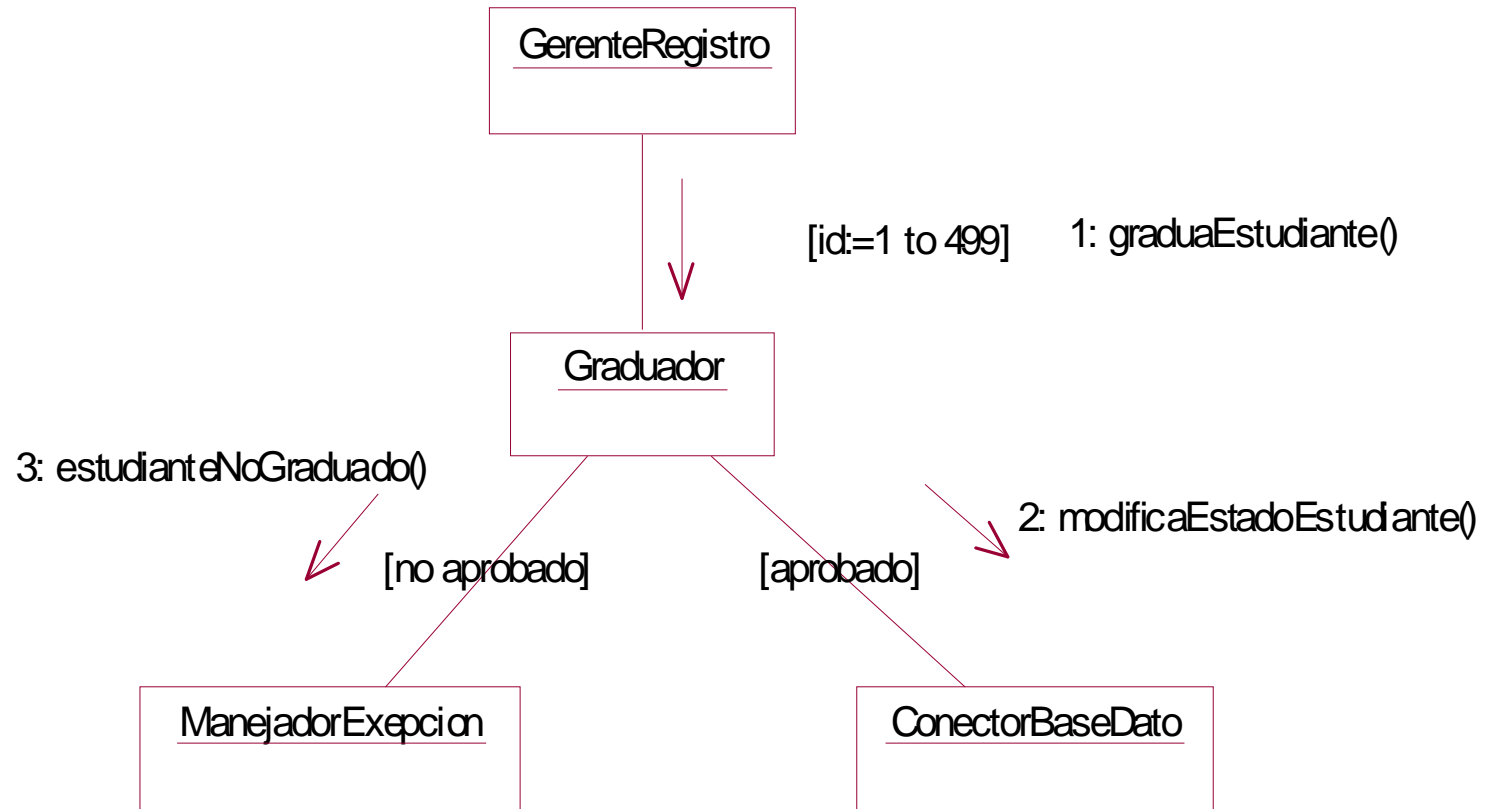 GerenteRegistro
[id:=1 to 499] 1: graduaEstudiante()
Graduador
3: estudianteNoGraduado()
2: modificaEstadoEstudiante()
[no aprobado]
[aprobado]
ManejadorExepcion
ConectorBaseDato